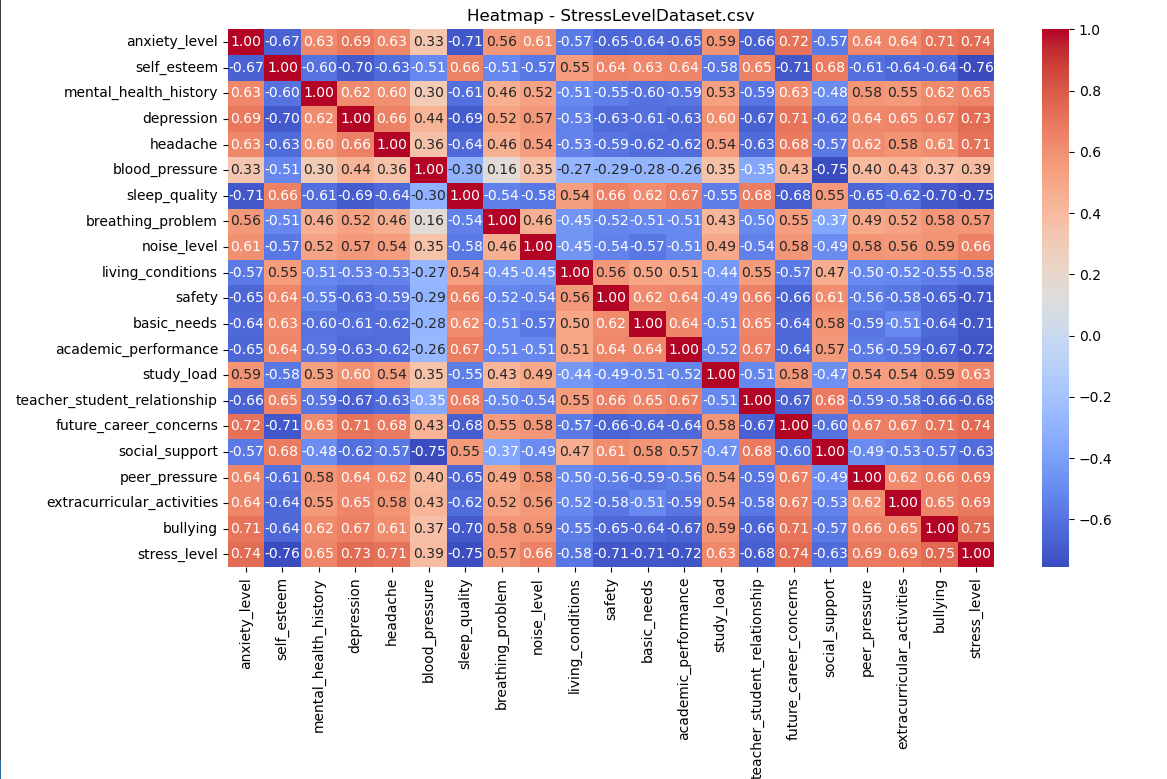 Heatmap - StressLevelDataset.csv
anxiety_level 1.00 -0.67 0.63 0.69 0.63 0.33 -0.71 0.56 0.61 -0.57 -0.65 -0.64 -0.65 0.59 -0.66 0.72 -0.57 0.64 0.64 0.71 0.74
self_esteem -0.67 1.00 -0.60 -0.70 -0.63 -0.51 0.66 -0.51 -0.57 0.55 0.64 0.63 0.64 -0.58 0.65 -0.71 0.68 -0.61 -0.64 -0.64 -0.76
mental_health_history 0.63 -0.60 1.00 0.62 0.60 0.30 -0.61 0.46 0.52 -0.51 -0.55 -0.60 -0.59 0.53 -0.59 0.63 -0.48 0.58 0.55 0.62 0.65
depression 0.69 -0.70 0.62 1.00 0.66 0.44 -0.69 0.52 0.57 -0.53 -0.63 -0.61 -0.63 0.60 -0.67 0.71 -0.62 0.64 0.65 0.67 0.73
headache 0.63 -0.63 0.60 0.66 1.00 0.36 -0.64 0.46 0.54 -0.53 -0.59 -0.62 -0.62 0.54 -0.63 0.68 -0.57 0.62 0.58 0.61 0.71
blood_pressure 0.33 -0.51 0.30 0.44 0.36 1.00 -0.30 0.16 0.35 -0.27 -0.29 -0.28 -0.26 0.35 -0.35 0.43 -0.75 0.40 0.43 0.37 0.39
sleep_quality -0.71 0.66 -0.61 -0.69 -0.64 -0.30 1.00 -0.54 -0.58 0.54 0.66 0.62 0.67 -0.55 0.68 -0.68 0.55 -0.65 -0.62 -0.70 -0.75
breathing_problem 0.56 -0.51 0.46 0.52 0.46 0.16 -0.54 1.00 0.46 -0.45 -0.52 -0.51 -0.51 0.43 -0.50 0.55 -0.37 0.49 0.52 0.58 0.57
noise_level 0.61 -0.57 0.52 0.57 0.54 0.35 -0.58 0.46 1.00 -0.45 -0.54 -0.57 -0.51 0.49 -0.54 0.58 -0.49 0.58 0.56 0.59 0.66
living_conditions -0.57 0.55 -0.51 -0.53 -0.53 -0.27 0.54 -0.45 -0.45 1.00 0.56 0.50 0.51 -0.44 0.55 -0.57 0.47 -0.50 -0.52 -0.55 -0.58
safety -0.65 0.64 -0.55 -0.63 -0.59 -0.29 0.66 -0.52 -0.54 0.56 1.00 0.62 0.64 -0.49 0.66 -0.66 0.61 -0.56 -0.58 -0.65 -0.71
basic_needs -0.64 0.63 -0.60 -0.61 -0.62 -0.28 0.62 -0.51 -0.57 0.50 0.62 1.00 0.64 -0.51 0.65 -0.64 0.58 -0.59 -0.51 -0.64 -0.71
academic_performance -0.65 0.64 -0.59 -0.63 -0.62 -0.26 0.67 -0.51 -0.51 0.51 0.64 0.64 1.00 -0.52 0.67 -0.64 0.57 -0.56 -0.59 -0.67 -0.72
study_load 0.59 -0.58 0.53 0.60 0.54 0.35 -0.55 0.43 0.49 -0.44 -0.49 -0.51 -0.52 1.00 -0.51 0.58 -0.47 0.54 0.54 0.59 0.63
teacher_student_relationship -0.66 0.65 -0.59 -0.67 -0.63 -0.35 0.68 -0.50 -0.54 0.55 0.66 0.65 0.67 -0.51 1.00 -0.67 0.68 -0.59 -0.58 -0.66 -0.68
future_career_concerns 0.72 -0.71 0.63 0.71 0.68 0.43 -0.68 0.55 0.58 -0.57 -0.66 -0.64 -0.64 0.58 -0.67 1.00 -0.60 0.67 0.67 0.71 0.74
social_support -0.57 0.68 -0.48 -0.62 -0.57 -0.75 0.55 -0.37 -0.49 0.47 0.61 0.58 0.57 -0.47 0.68 -0.60 1.00 -0.49 -0.53 -0.57 -0.63
peer_pressure 0.64 -0.61 0.58 0.64 0.62 0.40 -0.65 0.49 0.58 -0.50 -0.56 -0.59 -0.56 0.54 -0.59 0.67 -0.49 1.00 0.62 0.66 0.69
extracurricular_activities 0.64 -0.64 0.55 0.65 0.58 0.43 -0.62 0.52 0.56 -0.52 -0.58 -0.51 -0.59 0.54 -0.58 0.67 -0.53 0.62 1.00 0.65 0.69
bullying 0.71 -0.64 0.62 0.67 0.61 0.37 -0.70 0.58 0.59 -0.55 -0.65 -0.64 -0.67 0.59 -0.66 0.71 -0.57 0.66 0.65 1.00 0.75
stress_level 0.74 -0.76 0.65 0.73 0.71 0.39 -0.75 0.57 0.66 -0.58 -0.71 -0.71 -0.72 0.63 -0.68 0.74 -0.63 0.69 0.69 0.75 1.00
anxiety_level
self_esteem
mental_health_history
depression
headache
blood_pressure
sleep_quality
breathing_problem
noise_level
living_conditions
safety
basic_needs
academic_performance
study_load
teacher_student_relationship
future_career_concerns
social_support
peer_pressure
extracurricular_activities
bullying
stress_level
1.0
0.8
0.6
0.4
0.2
0.0
−0.2
−0.4
−0.6